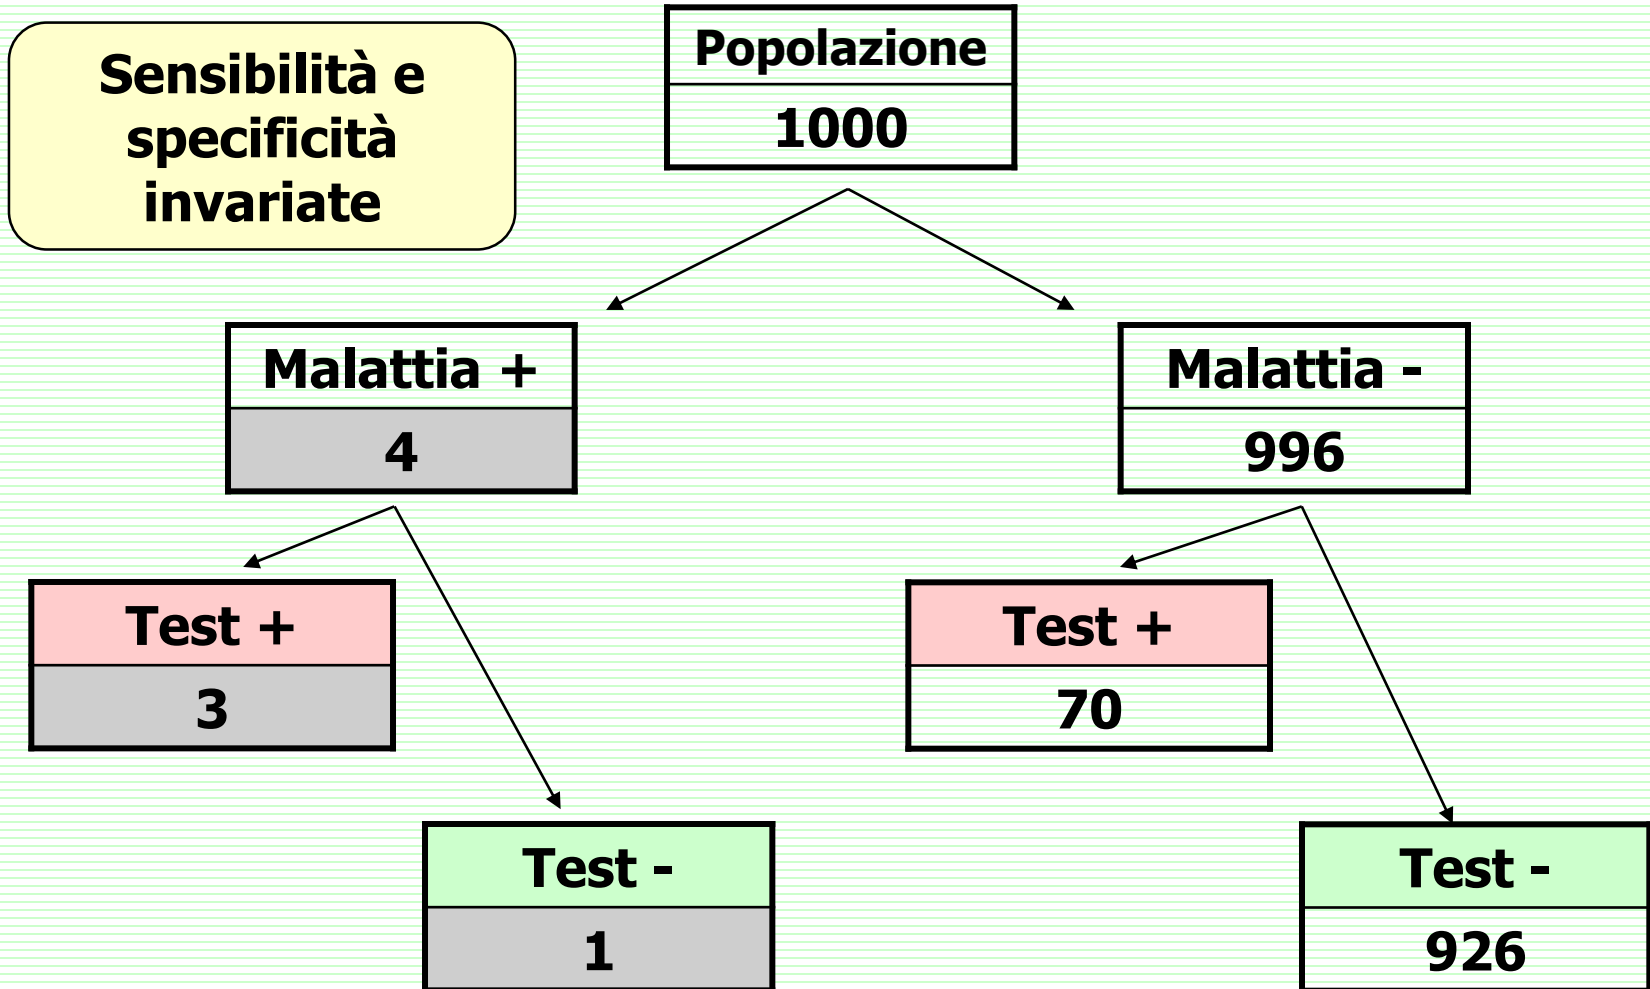 Sensibilità e
specificità
invariate
Popolazione
1000
Malattia +
4
Malattia -
996
Test +
3
Test +
70
Test -
1
Test -
926